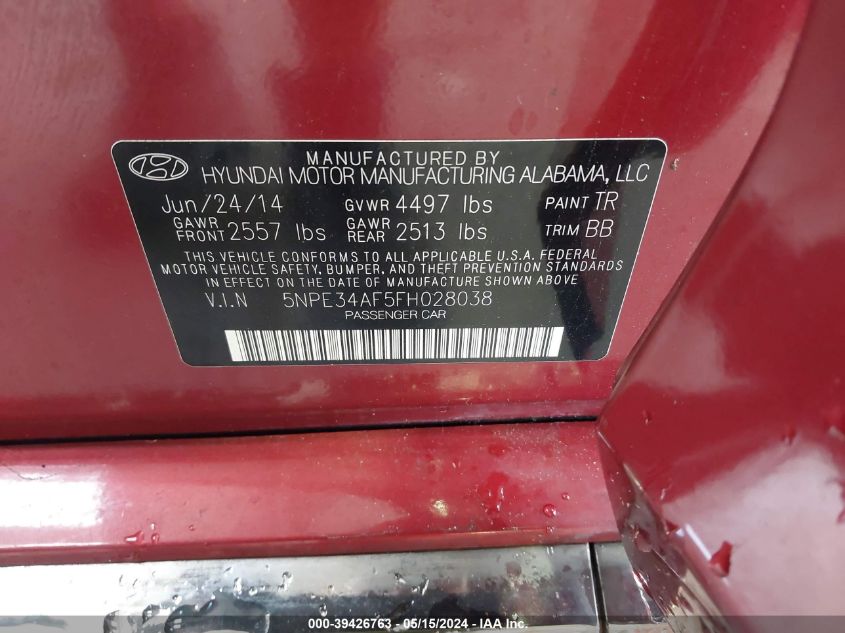 MANUFACTURED BY
HYUNDAI MOTOR MANUFACTURING ALABAMA, LLC
Jun/24/14 GVWR 4497 lbs PAINT TR
GAWR FRONT 2557 lbs GAWR REAR 2513 lbs TRIM BB
THIS VEHICLE CONFORMS TO ALL APPLICABLE U.S.A. FEDERAL
MOTOR VEHICLE SAFETY, BUMPER, AND THEFT PREVENTION STANDARDS
IN EFFECT ON THE DATE OF MANUFACTURE SHOWN ABOVE
V.I.N 5NPE34AF5FH028038
PASSENGER CAR
000-39426763 - 05/15/2024 - IAA Inc.